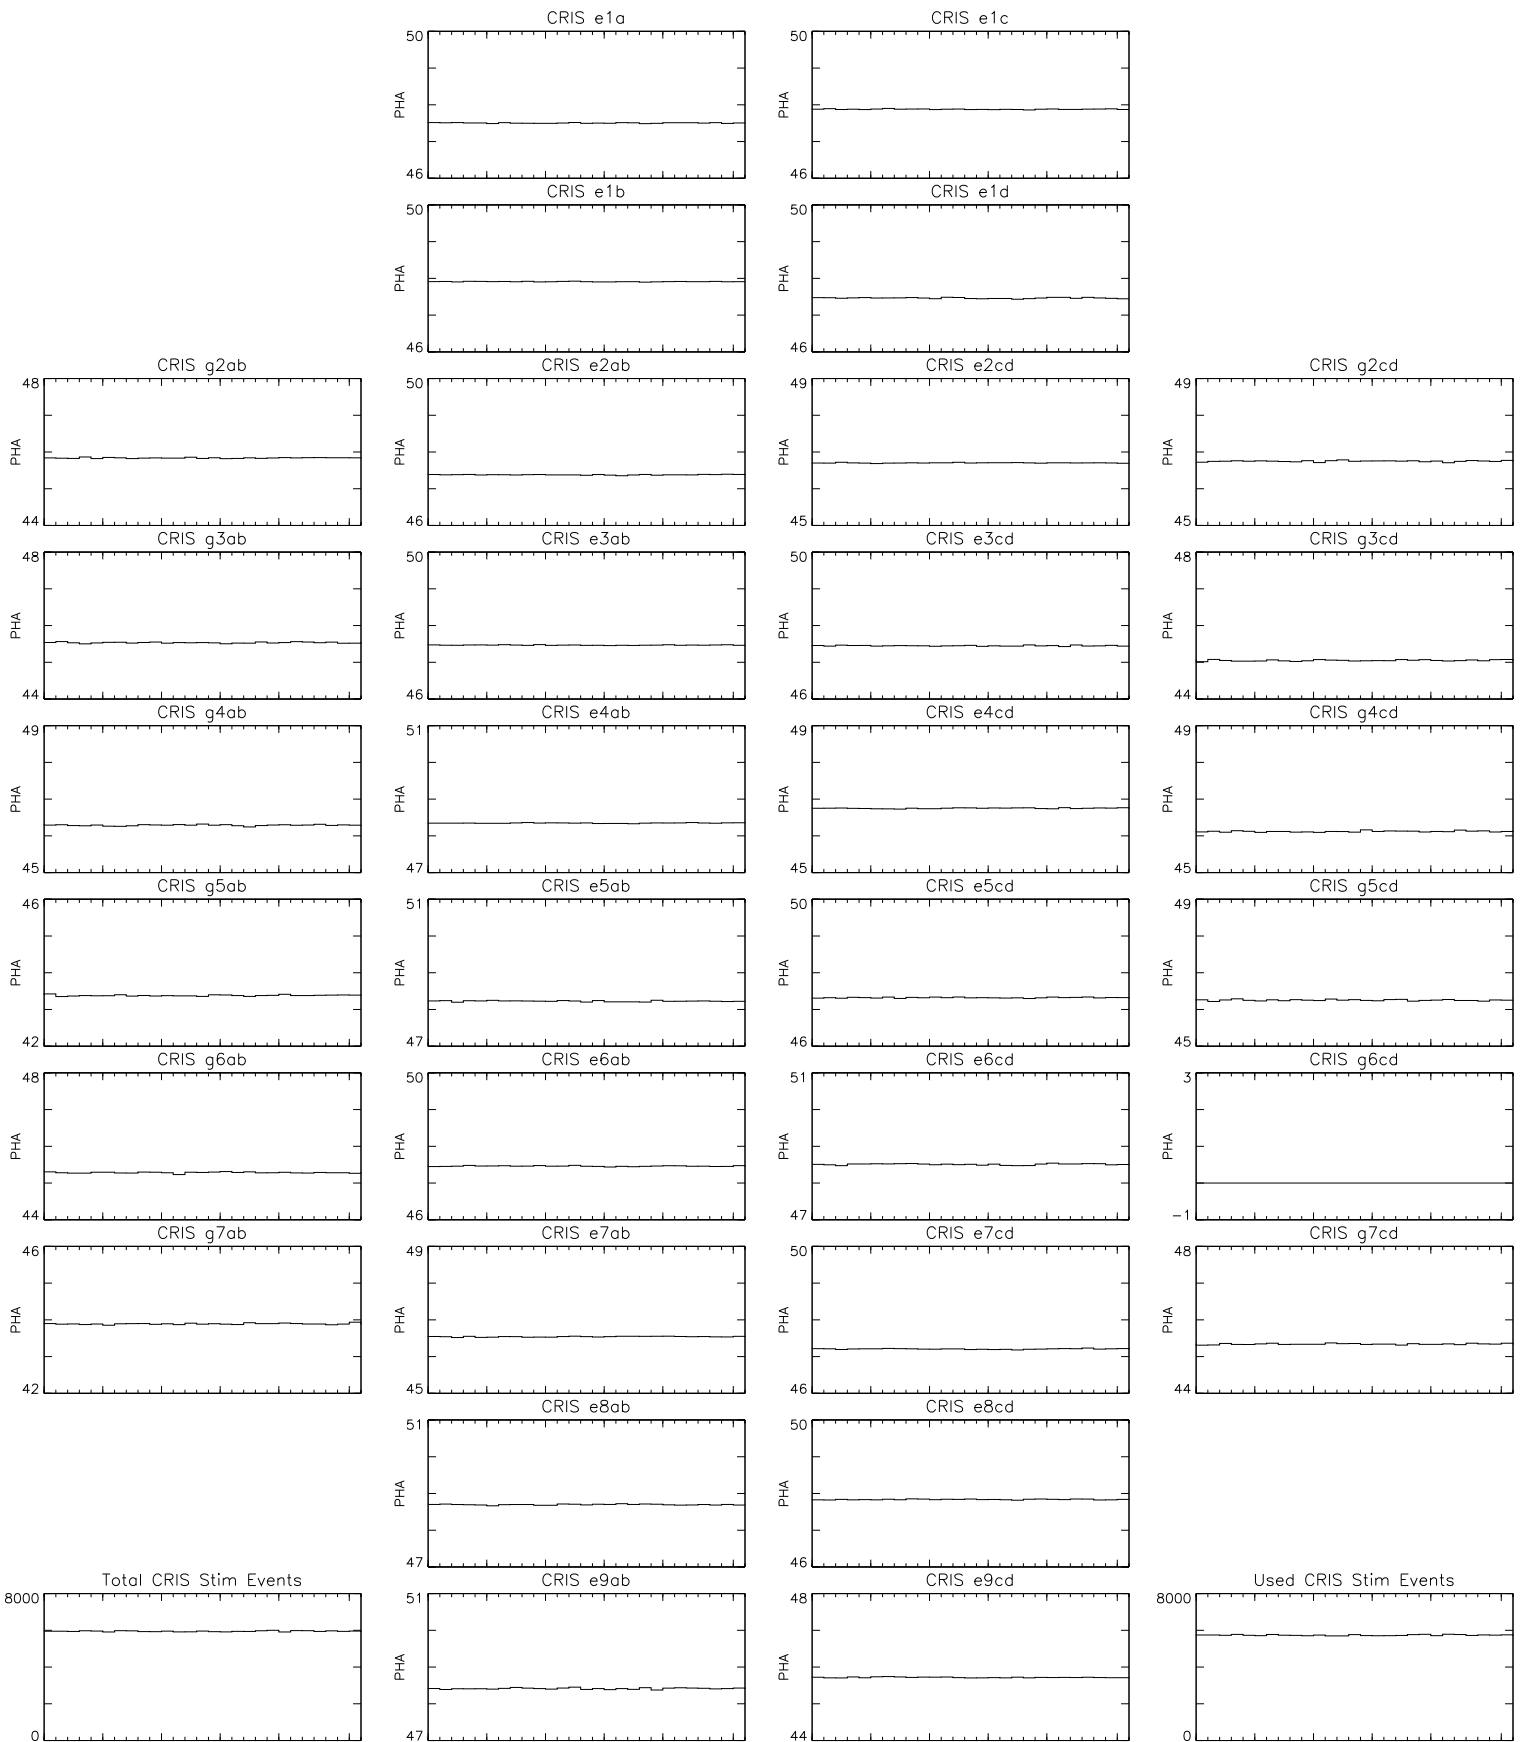 CRIS e1a
50
PHA
46
CRIS e1c
50
PHA
46
CRIS e1b
50
PHA
46
CRIS e1d
50
PHA
46
CRIS g2ab
48
PHA
44
CRIS e2ab
50
PHA
46
CRIS e2cd
49
PHA
45
CRIS g2cd
49
PHA
45
CRIS g3ab
48
PHA
44
CRIS e3ab
50
PHA
46
CRIS e3cd
50
PHA
46
CRIS g3cd
48
PHA
44
CRIS g4ab
49
PHA
45
CRIS e4ab
51
PHA
47
CRIS e4cd
49
PHA
45
CRIS g4cd
49
PHA
45
CRIS g5ab
46
PHA
42
CRIS e5ab
51
PHA
47
CRIS e5cd
50
PHA
46
CRIS g5cd
49
PHA
45
CRIS g6ab
48
PHA
44
CRIS e6ab
50
PHA
46
CRIS e6cd
51
PHA
47
CRIS g6cd
3
PHA
−1
CRIS g7ab
46
PHA
42
CRIS e7ab
49
PHA
45
CRIS e7cd
50
PHA
46
CRIS g7cd
48
PHA
44
CRIS e8ab
51
PHA
47
CRIS e8cd
50
PHA
46
Total CRIS Stim Events
8000
0
CRIS e9ab
51
PHA
47
CRIS e9cd
48
PHA
44
Used CRIS Stim Events
8000
0